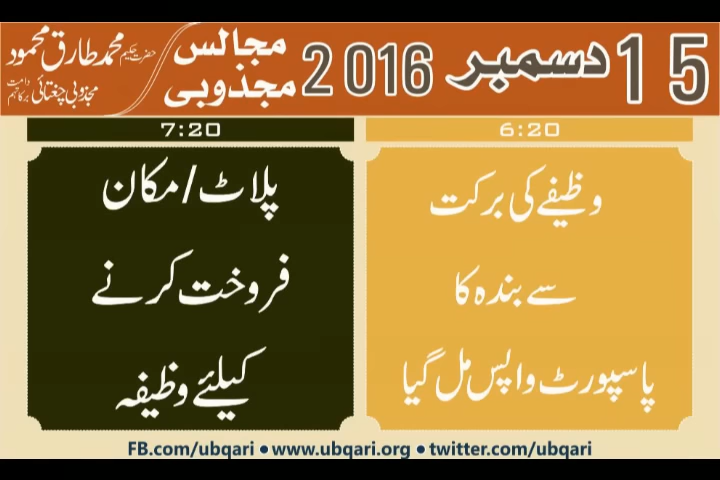 15 دسمبر 2016
مجالس
مجذوبی
حضرت حکیم محمد طارق محمود
مجذوبی چغتائی دامت برکاتہم
6:20
وظیفے کی برکت
سے بندہ کا
پاسپورٹ واپس مل گیا
7:20
پلاٹ/مکان
فروخت کرنے
کیلئے وظیفہ
FB.com/ubqari • www.ubqari.org • twitter.com/ubqari